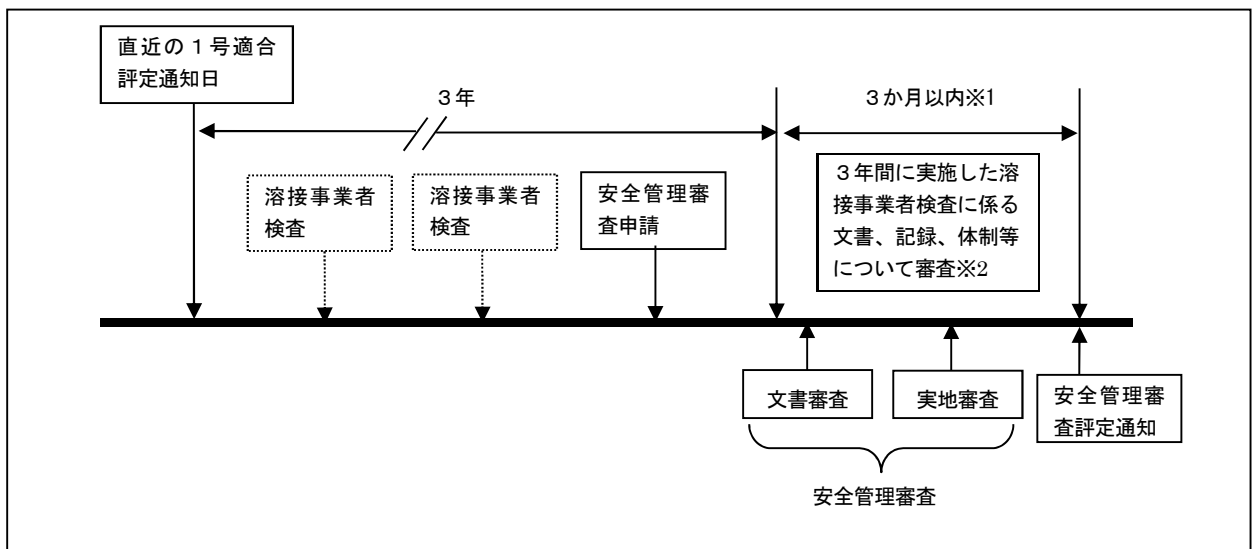 直近の１号適合
評定通知日
３年
３か月以内※1
溶接事業者
検査
溶接事業者
検査
安全管理審
査申請
３年間に実施した溶
接事業者検査に係る
文書、記録、体制等
について審査※2
文書審査
実地審査
安全管理審
査評定通知
安全管理審査